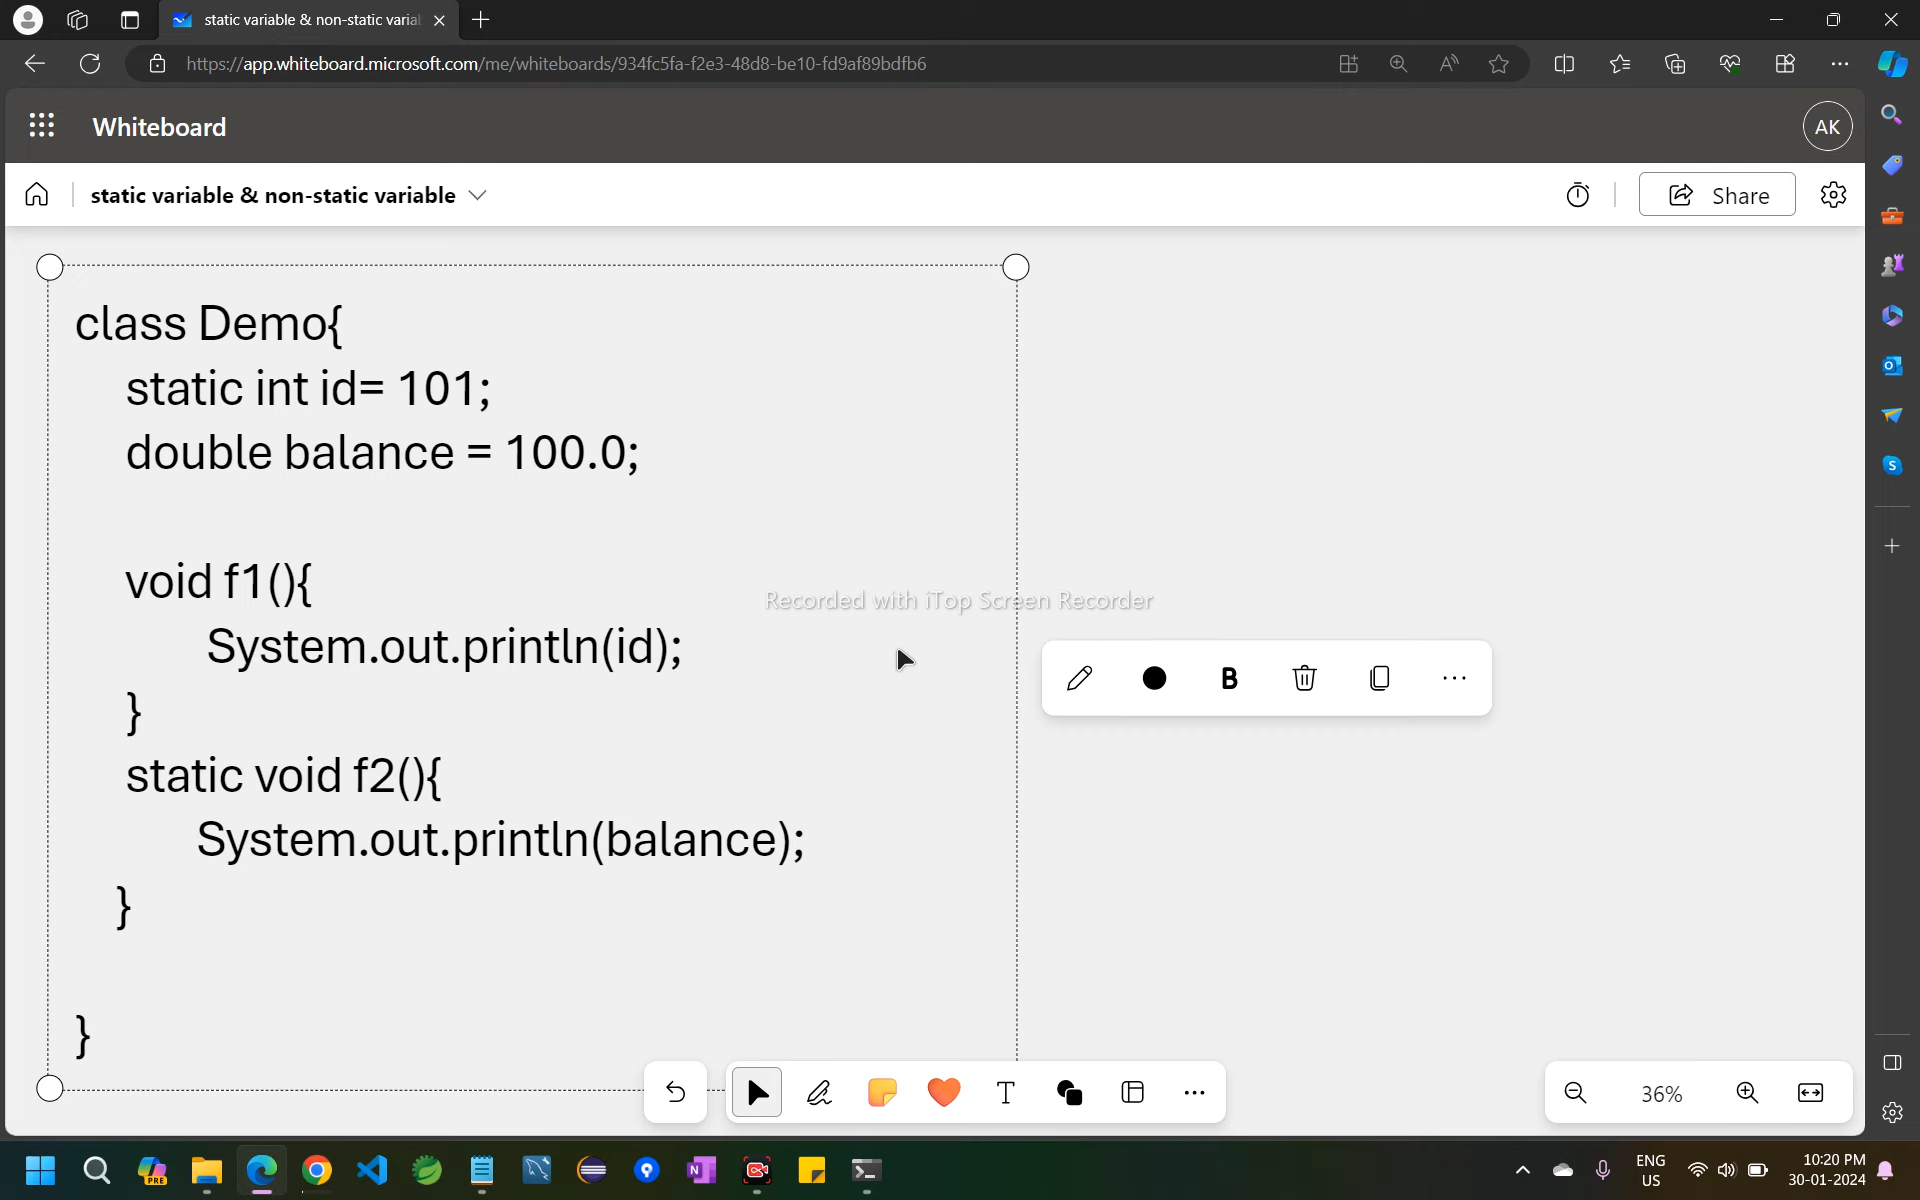 static variable & non-static varial
https://app.whiteboard.microsoft.com/me/whiteboards/934fc5fa-f2e3-48d8-be10-fd9af89bdfb6
Whiteboard
AK
static variable & non-static variable
Share
class Demo{
static int id= 101;
double balance = 100.0;
void f1(){
System.out.println(id);
}
static void f2(){
System.out.println(balance);
}
}
Recorded with iTop Screen Recorder
B
T
36%
PRE
ENG
US
10:20 PM
30-01-2024